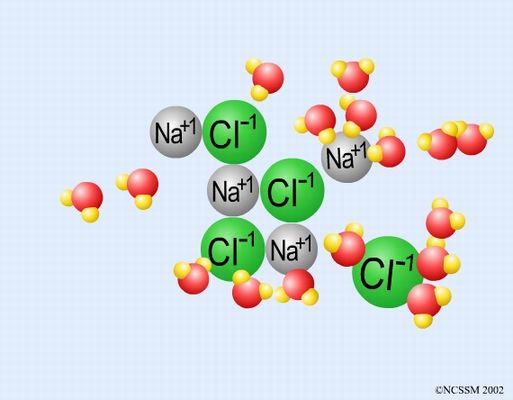 Na+1 Cl-1
Na+1
Na+1 Cl-1
Cl-1 Na+1
Cl-1
©NCSSM 2002